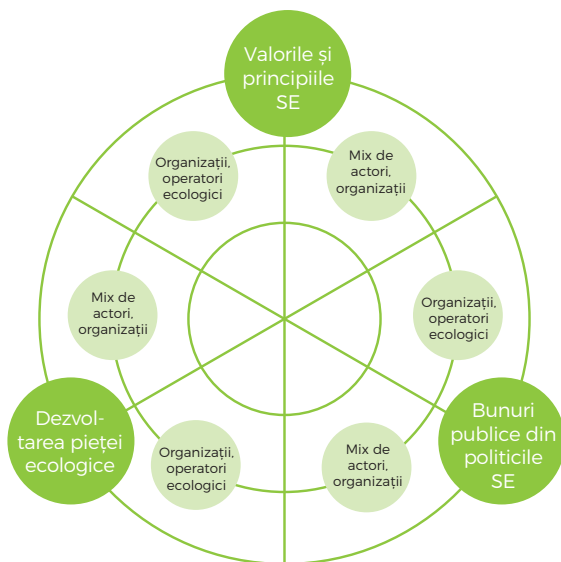 Valorile și
principiile
SE
Organizații,
operatori
ecologici
Mix de
actori,
organizații
Mix de
actori,
organizații
Organizații,
operatori
ecologici
Dezvol-
tarea pieței
ecologice
Bunuri
publice din
politicile
SE
Organizații,
operatori
ecologici
Mix de
actori,
organizații